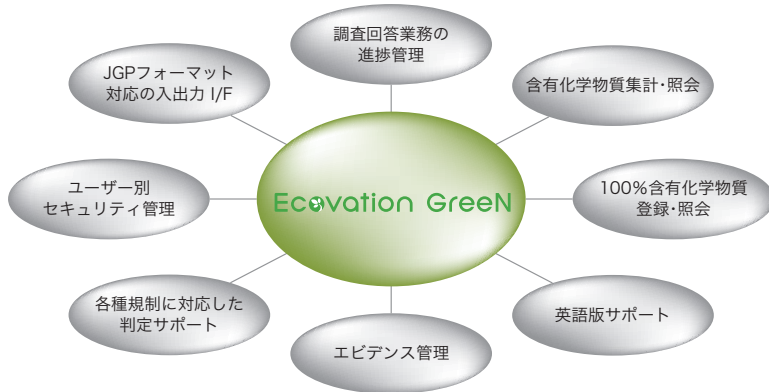 調査回答業務の
進捗管理
JGPフォーマット
対応の入出力 I/F
含有化学物質集計・照会
ユーザー別
セキュリティ管理
Ecovation GreeN
100%含有化学物質
登録・照会
各種規制に対応した
判定サポート
英語版サポート
エビデンス管理